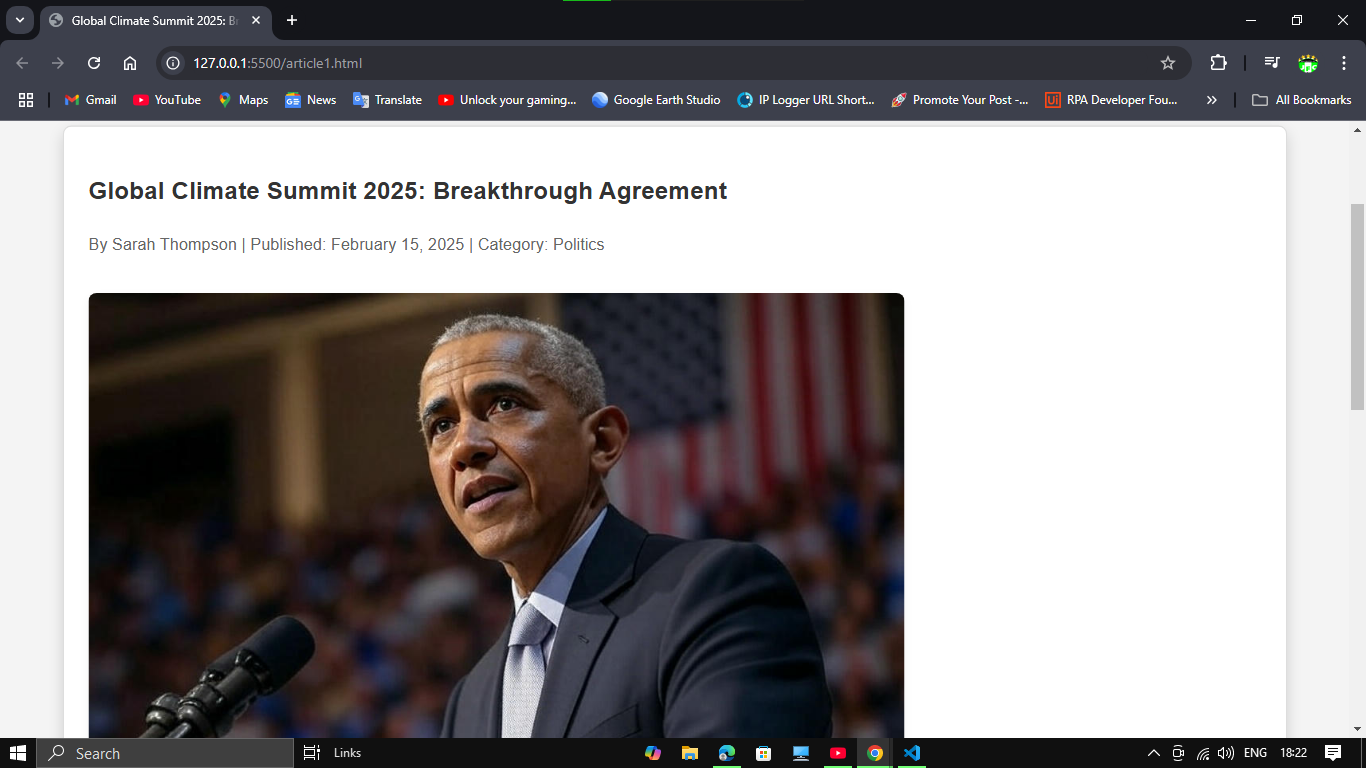 Global Climate Summit 2025: B
127.0.0.1:5500/article1.html
Gmail YouTube Maps News Translate Unlock your gaming... Google Earth Studio IP Logger URL Short... Promote Your Post -... Ui RPA Developer Fou... » All Bookmarks
Global Climate Summit 2025: Breakthrough Agreement
By Sarah Thompson | Published: February 15, 2025 | Category: Politics
Search Links ENG 18:22